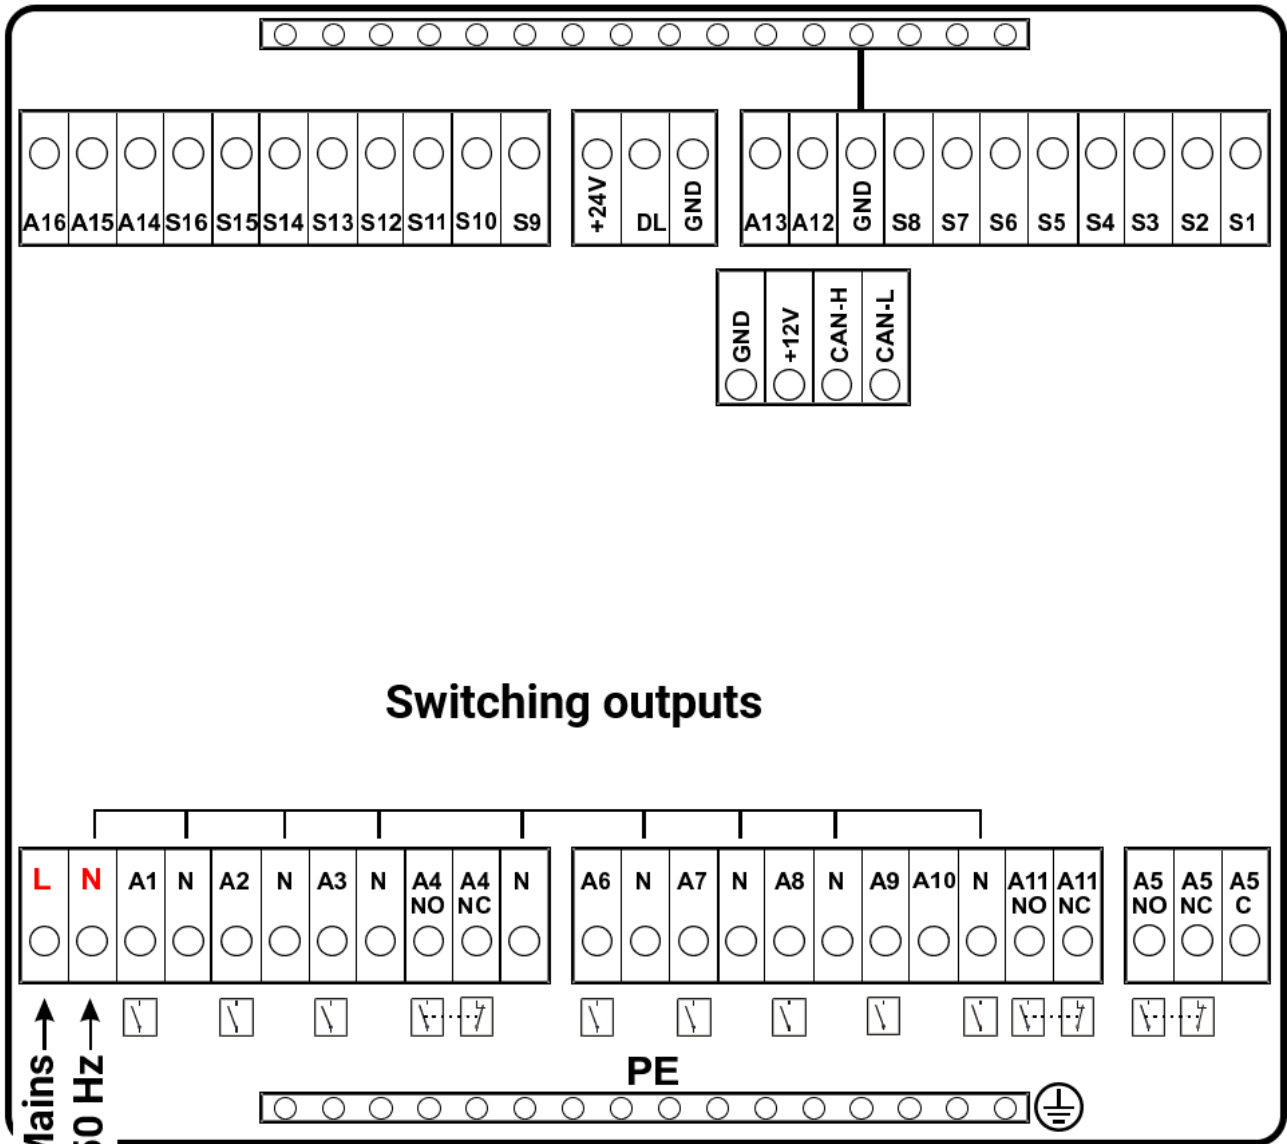 A16 A15 A14 S16 S15 S14 S13 S12 S11 S10 S9 +24V DL GND A13 A12 GND S8 S7 S6 S5 S4 S3 S2 S1
GND +12V CAN-H CAN-L
Switching outputs
L N A1 N A2 N A3 N A4 A4 N A6 N A7 N A8 N A9 A10 N A11 A11 A5 A5 A5
NO NC NO NC NO NC C
PE
50 Hz